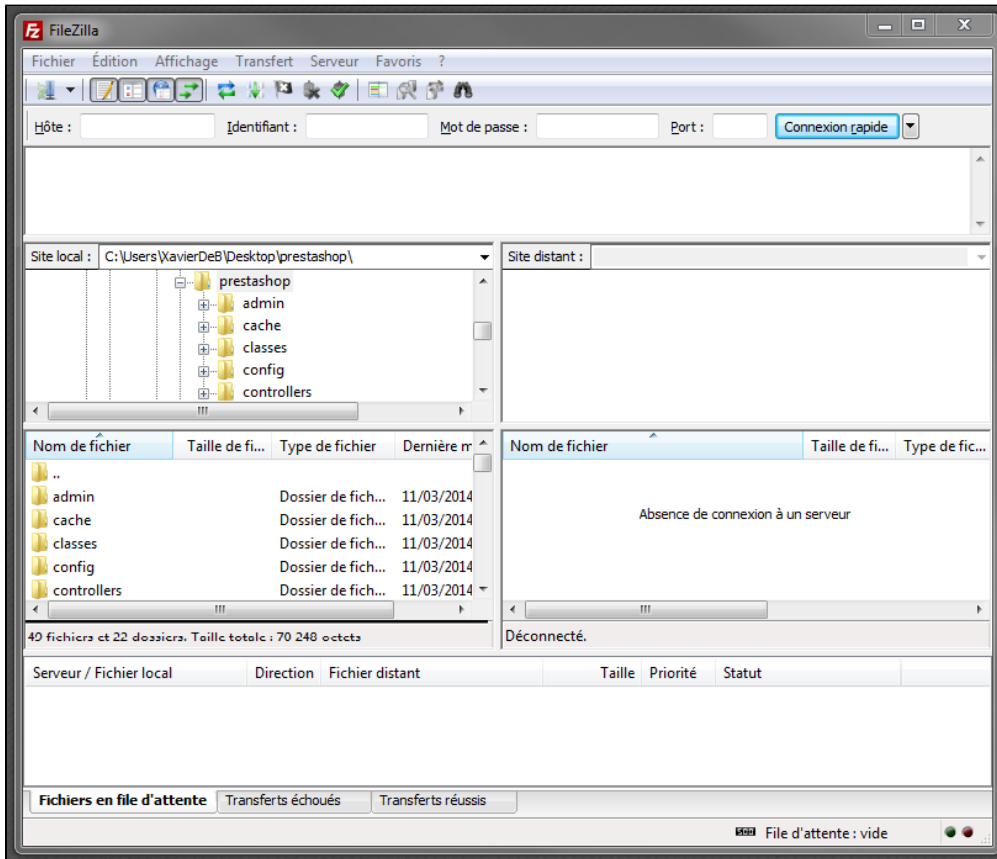 FileZilla
Fichier Édition Affichage Transfert Serveur Favoris ?
Hôte : Identifiant : Mot de passe : Port : Connexion rapide
Site local : C:\Users\XavierDeB\Desktop\prestashop\
prestashop
admin
cache
classes
config
controllers
Site distant :
Nom de fichier Taille de fi... Type de fichier Dernière m
..
admin Dossier de fich... 11/03/2014
cache Dossier de fich... 11/03/2014
classes Dossier de fich... 11/03/2014
config Dossier de fich... 11/03/2014
controllers Dossier de fich... 11/03/2014
49 fichiers et 22 dossiers. Taille totale : 70 248 octets
Nom de fichier Taille de fi... Type de fic...
Absence de connexion à un serveur
Déconnecté.
Serveur / Fichier local Direction Fichier distant Taille Priorité Statut
Fichiers en file d'attente Transferts échoués Transferts réussis
File d'attente : vide